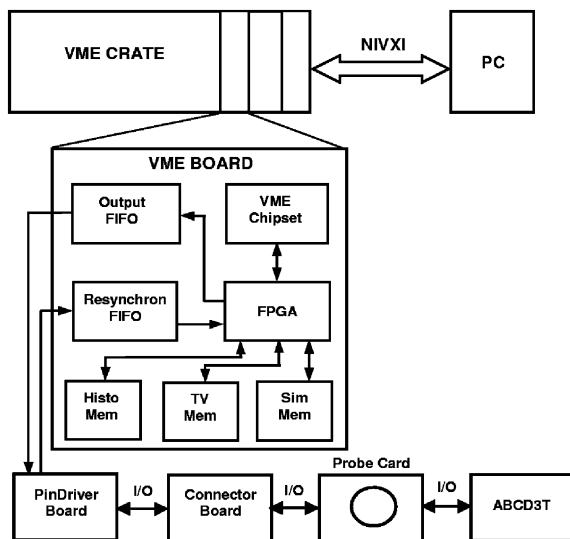 VME CRATE
NIVXI
PC
VME BOARD
Output
FIFO
VME
Chipset
Resynchron
FIFO
FPGA
Histo
Mem
TV
Mem
Sim
Mem
Probe Card
PinDriver
Board
I/O
Connector
Board
I/O
I/O
ABCD3T